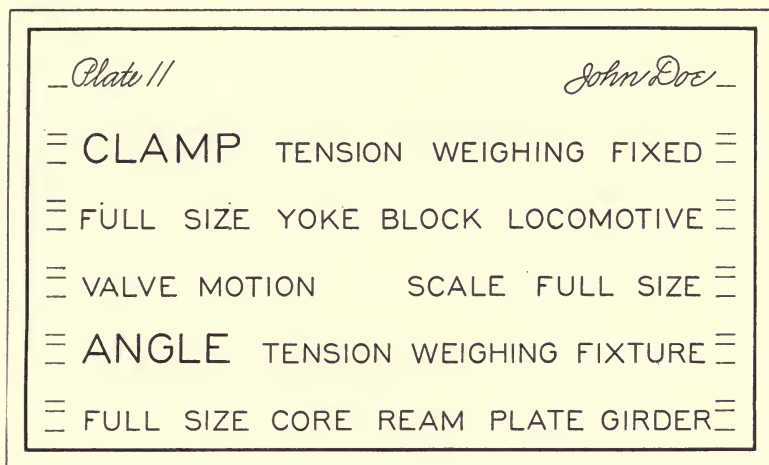 Plate 11 John Doe
CLAMP TENSION WEIGHING FIXED
FULL SIZE YOKE BLOCK LOCOMOTIVE
VALVE MOTION SCALE FULL SIZE
ANGLE TENSION WEIGHING FIXTURE
FULL SIZE CORE REAM PLATE GIRDER